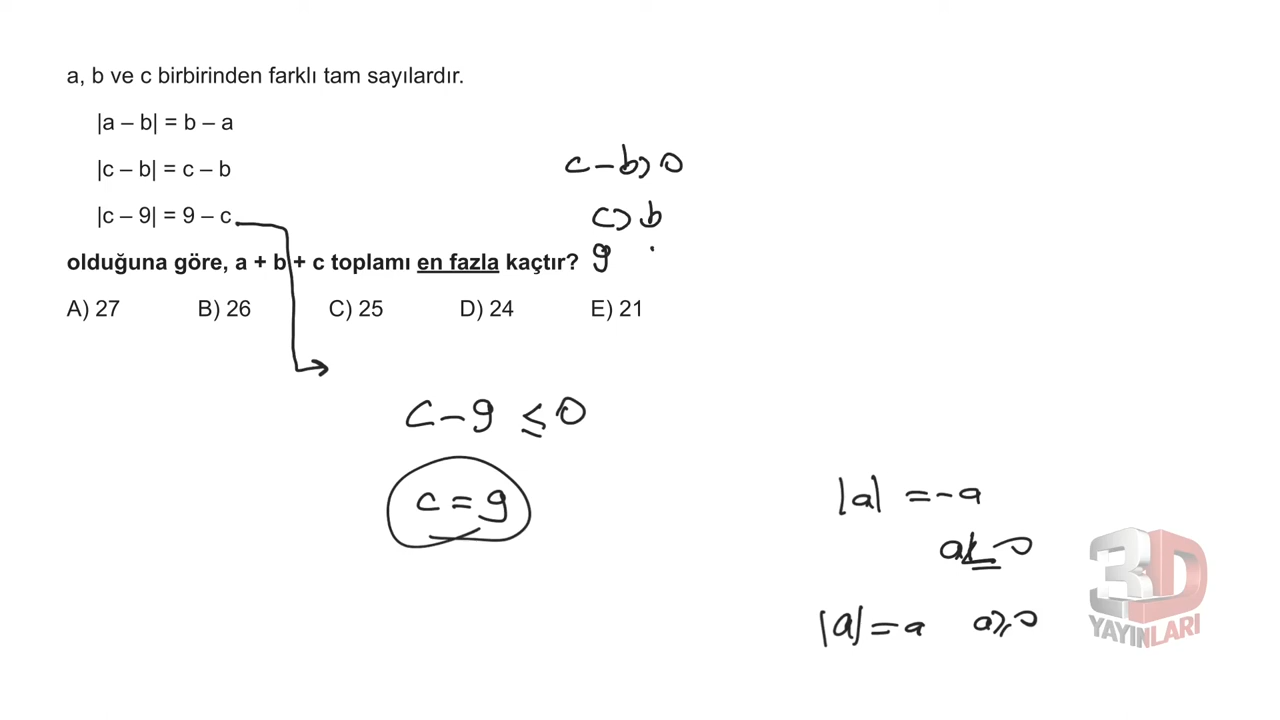 a, b ve c birbirinden farklı tam sayılardır.
|a – b| = b – a
|c – b| = c – b
|c – 9| = 9 – c
olduğuna göre, a + b + c toplamı en fazla kaçtır?
A) 27 B) 26 C) 25 D) 24 E) 21
c – b > 0
c > b
9
c – 9 ≤ 0
c = 9
|a| = -a
a ≤ 0
|a| = a a ≥ 0
3D
YAYINLARI